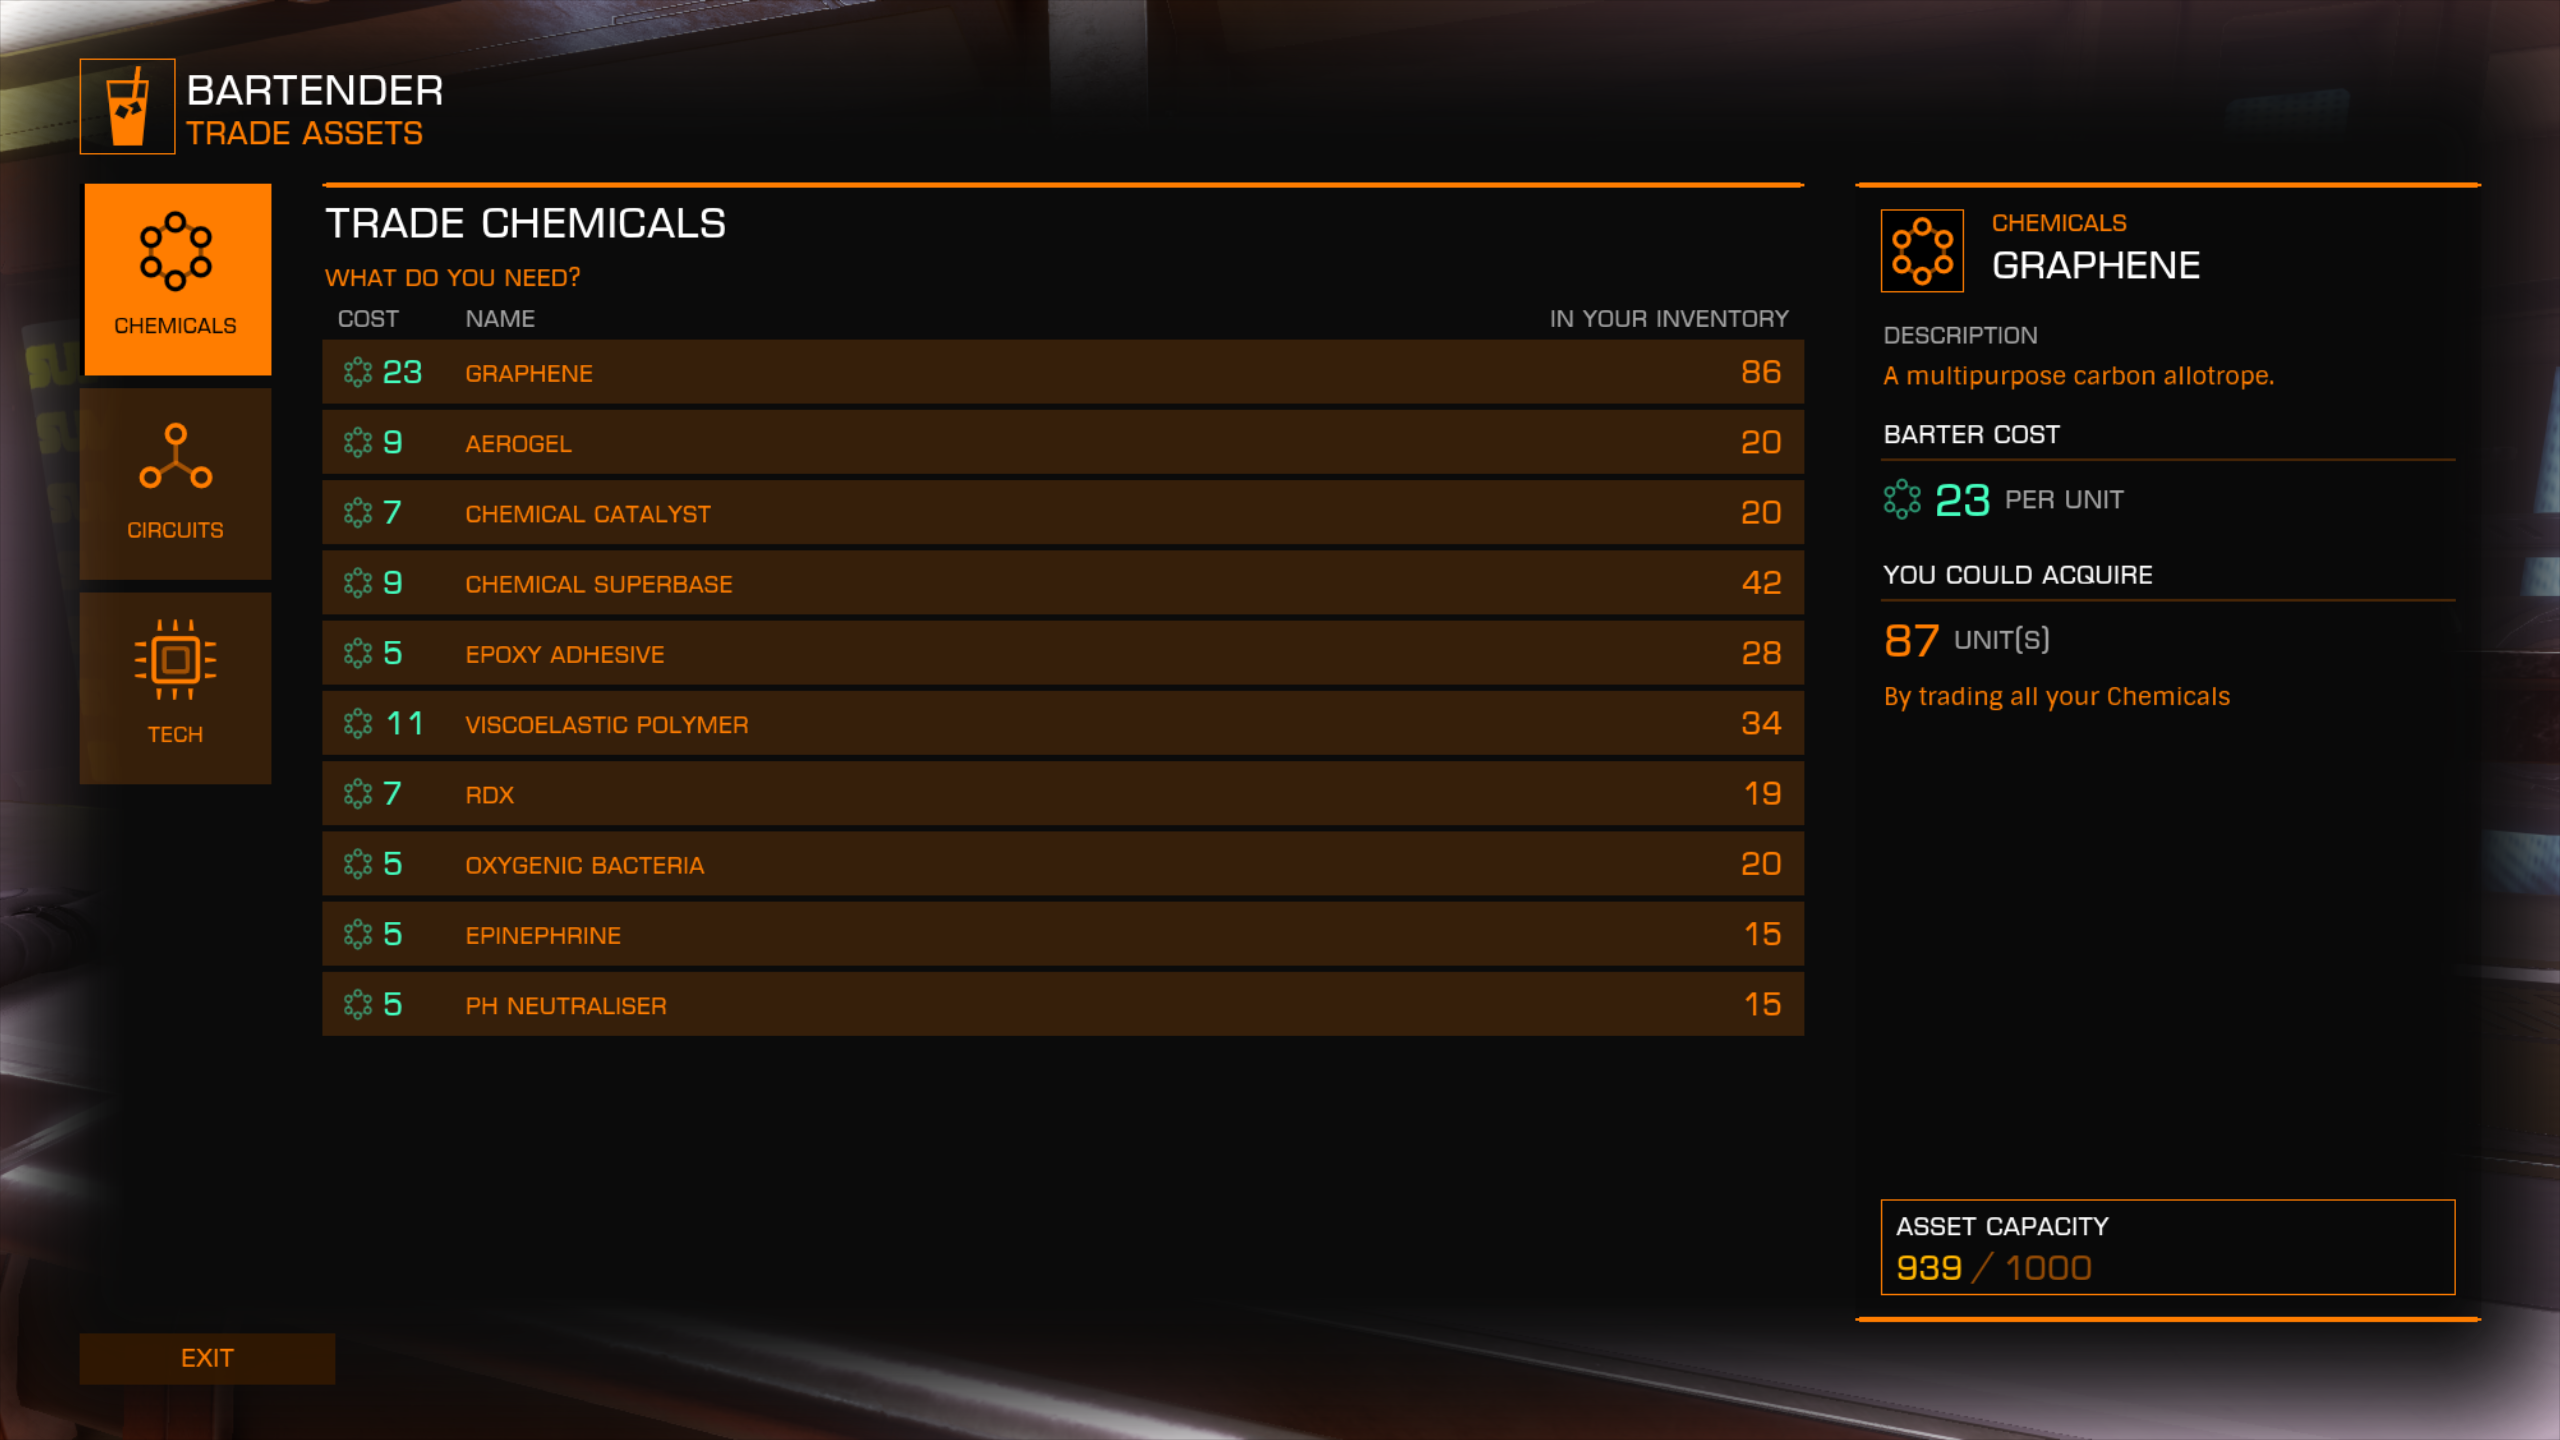 BARTENDER
TRADE ASSETS
CHEMICALS
CIRCUITS
TECH
TRADE CHEMICALS
WHAT DO YOU NEED?
COST NAME IN YOUR INVENTORY
23 GRAPHENE 86
9 AEROGEL 20
7 CHEMICAL CATALYST 20
9 CHEMICAL SUPERBASE 42
5 EPOXY ADHESIVE 28
11 VISCOELASTIC POLYMER 34
7 RDX 19
5 OXYGENIC BACTERIA 20
5 EPINEPHRINE 15
5 PH NEUTRALISER 15
CHEMICALS
GRAPHENE
DESCRIPTION
A multipurpose carbon allotrope.
BARTER COST
23 PER UNIT
YOU COULD ACQUIRE
87 UNIT(S)
By trading all your Chemicals
ASSET CAPACITY
939 / 1000
EXIT